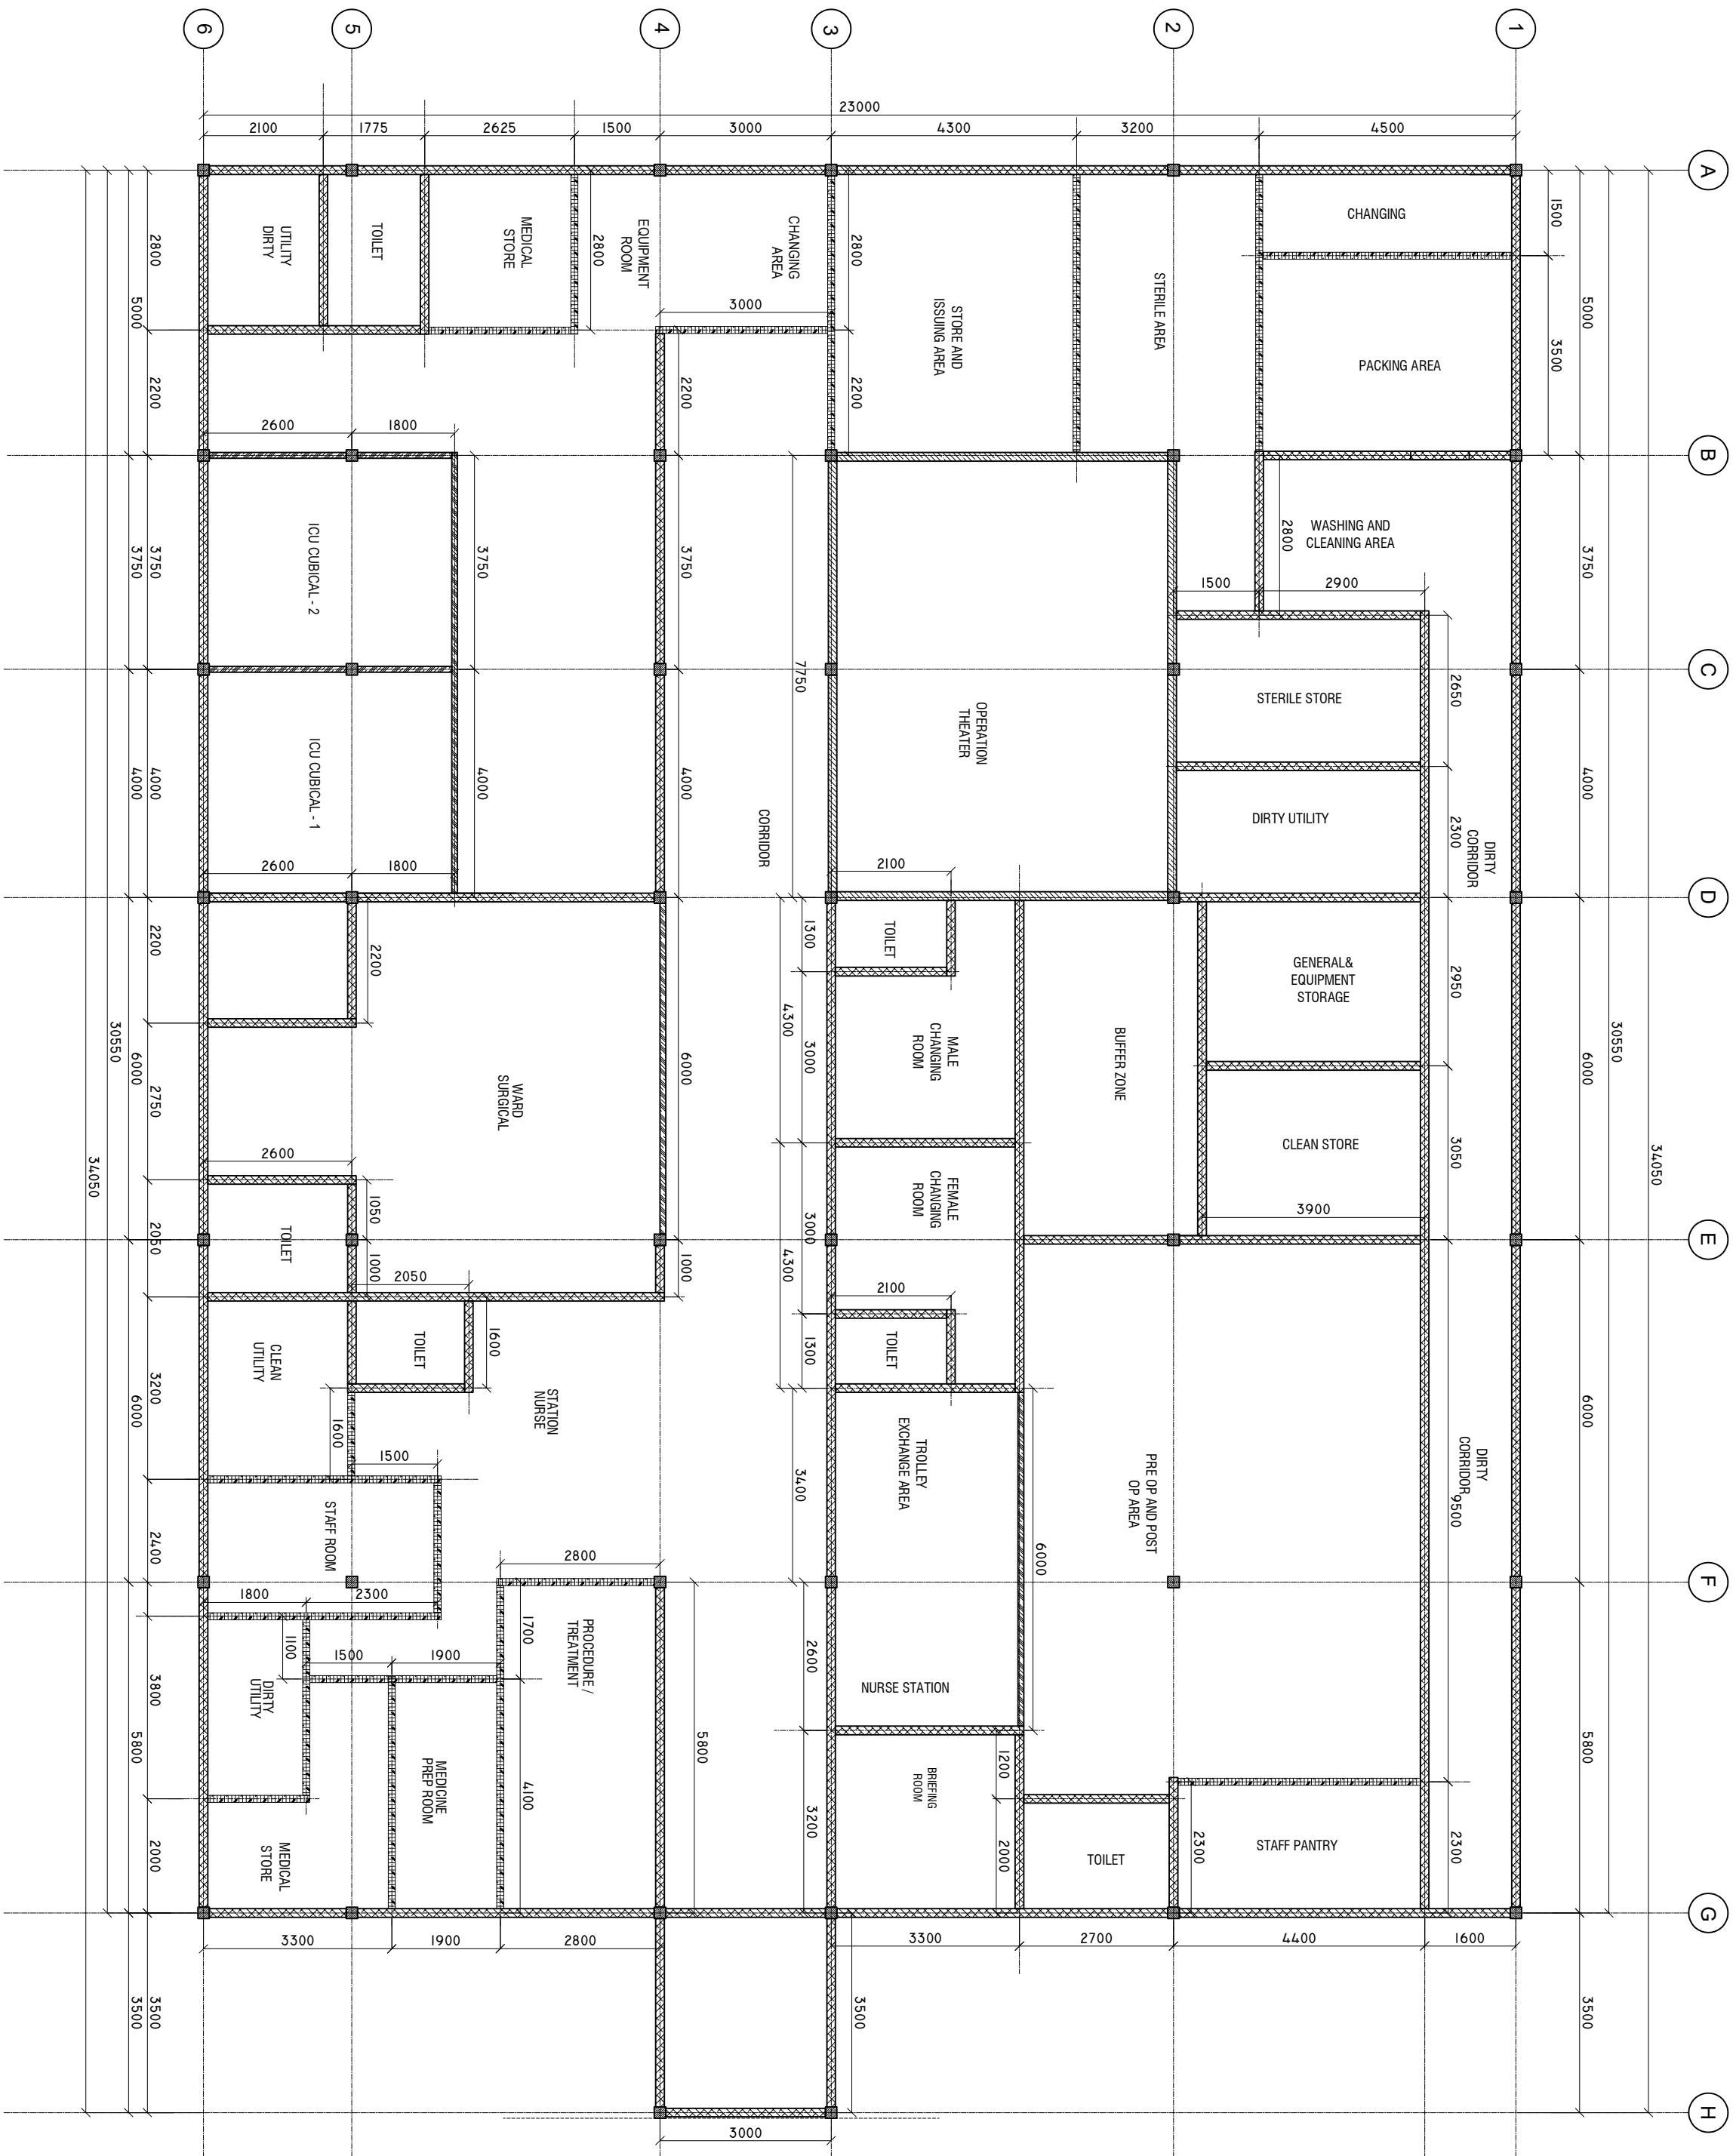 6
5
4
3
2
1
23000
2100
1775
2625
1500
3000
4300
3200
4500
A
B
C
D
E
F
G
H
1500
3500
5000
3750
4000
6000
6000
5800
3500
30550
34050
CHANGING
PACKING AREA
STERILE AREA
STORE AND
ISSUING AREA
CHANGING
AREA
EQUIPMENT
ROOM
MEDICAL
STORE
TOILET
UTILITY
DIRTY
2800
2800
3000
2800
2200
2200
2200
5000
2600
1800
WASHING AND
CLEANING AREA
2800
1500
2900
ICU CUBICAL - 2
3750
3750
3750
3750
7750
STERILE STORE
2650
DIRTY UTILITY
2300
DIRTY
CORRIDOR
OPERATION
THEATER
CORRIDOR
ICU CUBICAL - 1
4000
4000
4000
4000
2600
1800
2100
TOILET
1300
4300
3000
MALE
CHANGING
ROOM
BUFFER ZONE
GENERAL&
EQUIPMENT
STORAGE
2950
CLEAN STORE
3050
3900
2200
2200
WARD
SURGICAL
6000
6000
2750
30550
34050
2600
FEMALE
CHANGING
ROOM
3000
4300
2100
TOILET
1300
TOILET
1050
1000
2050
2050
1000
TOILET
1600
CLEAN
UTILITY
3200
6000
1600
1500
STATION
NURSE
STAFF ROOM
2400
TROLLEY
EXCHANGE AREA
3400
6000
PRE OP AND POST
OP AREA
DIRTY
CORRIDOR
9500
2800
1800
2300
1100
1500
1900
1700
PROCEDURE /
TREATMENT
DIRTY
UTILITY
3800
5800
MEDICINE
PREP ROOM
4100
5800
2600
NURSE STATION
BRIEFING
ROOM
3200
1200
2000
TOILET
2300
STAFF PANTRY
2300
MEDICAL
STORE
2000
3300
1900
2800
3300
2700
4400
1600
3500
3500
3500
3000